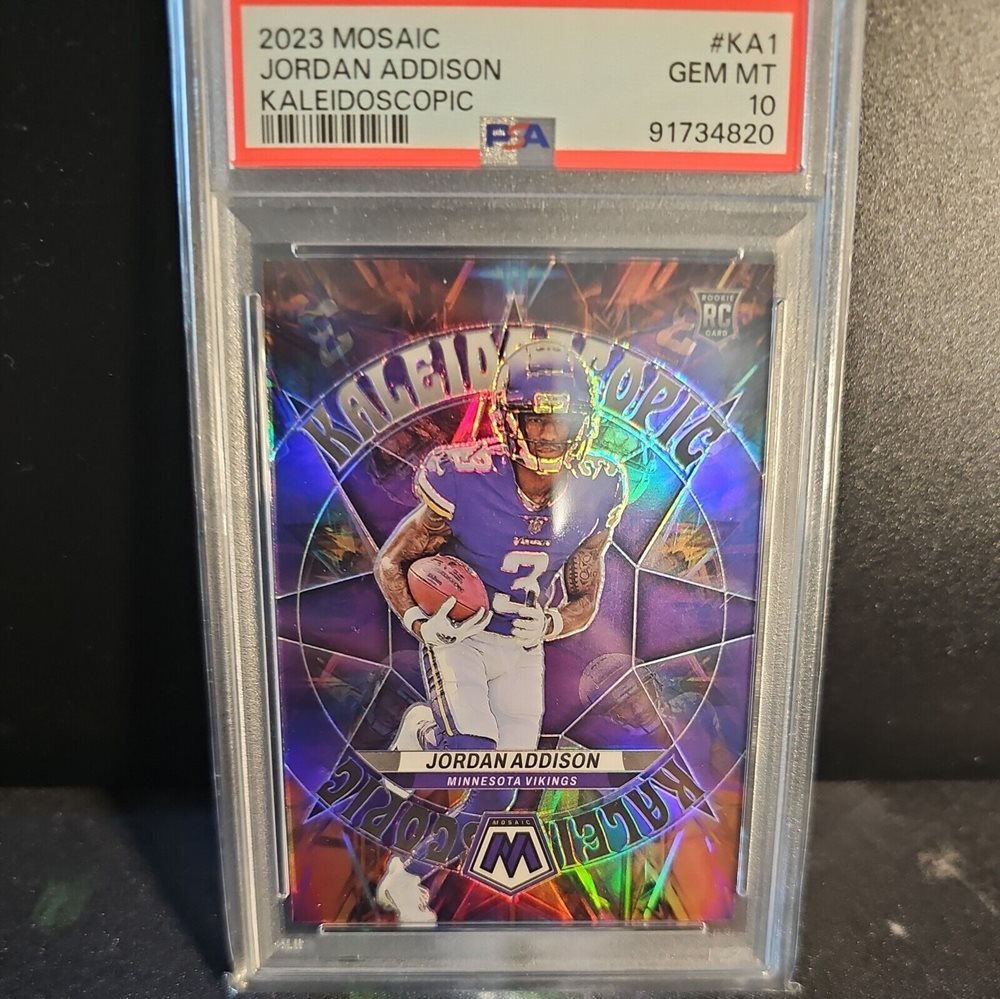 2023 MOSAIC
#KA1
JORDAN ADDISON
GEM MT
KALEIDOSCOPIC
10
PSA
91734820
ROOKIE
RC
CARD
KALEIDOSCOPIC
VIKINGS
3
JORDAN ADDISON
MINNESOTA VIKINGS
KALEIDOSCOPIC
MOSAIC
M